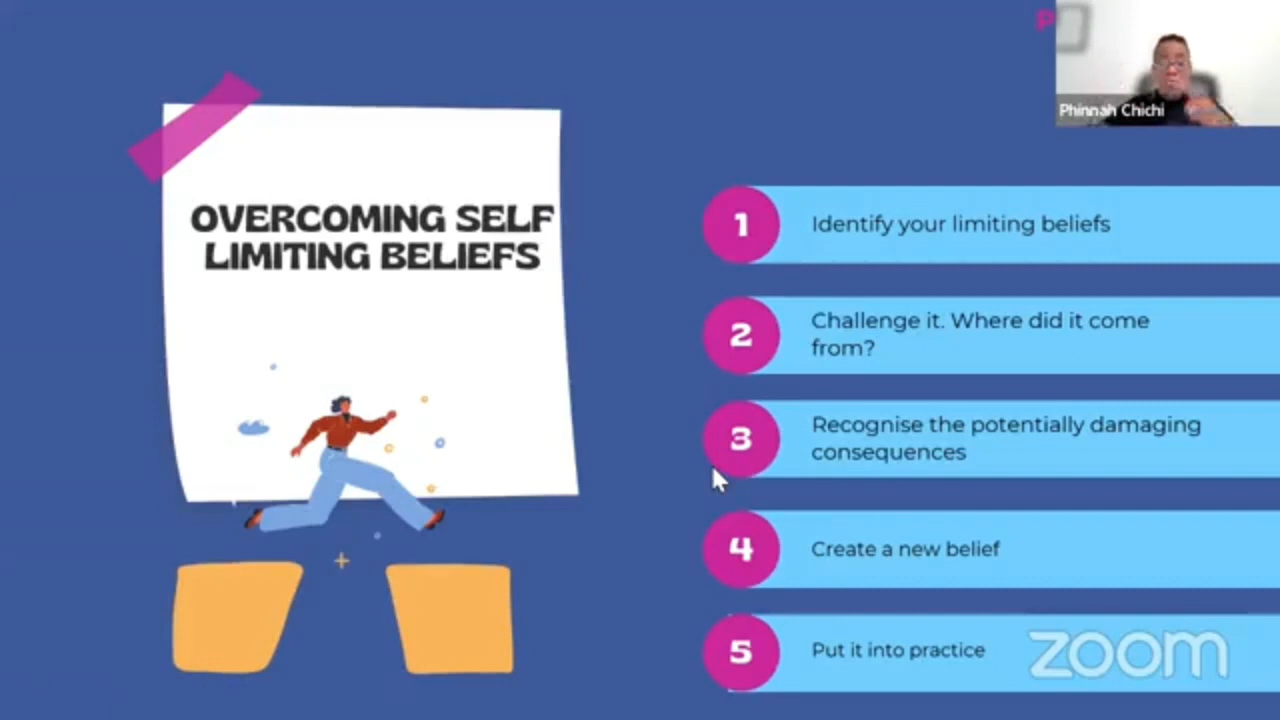 OVERCOMING SELF
LIMITING BELIEFS
P
Phinnah Chichi
1
Identify your limiting beliefs
2
Challenge it. Where did it come
from?
3
Recognise the potentially damaging
consequences
4
Create a new belief
5
Put it into practice
zoom